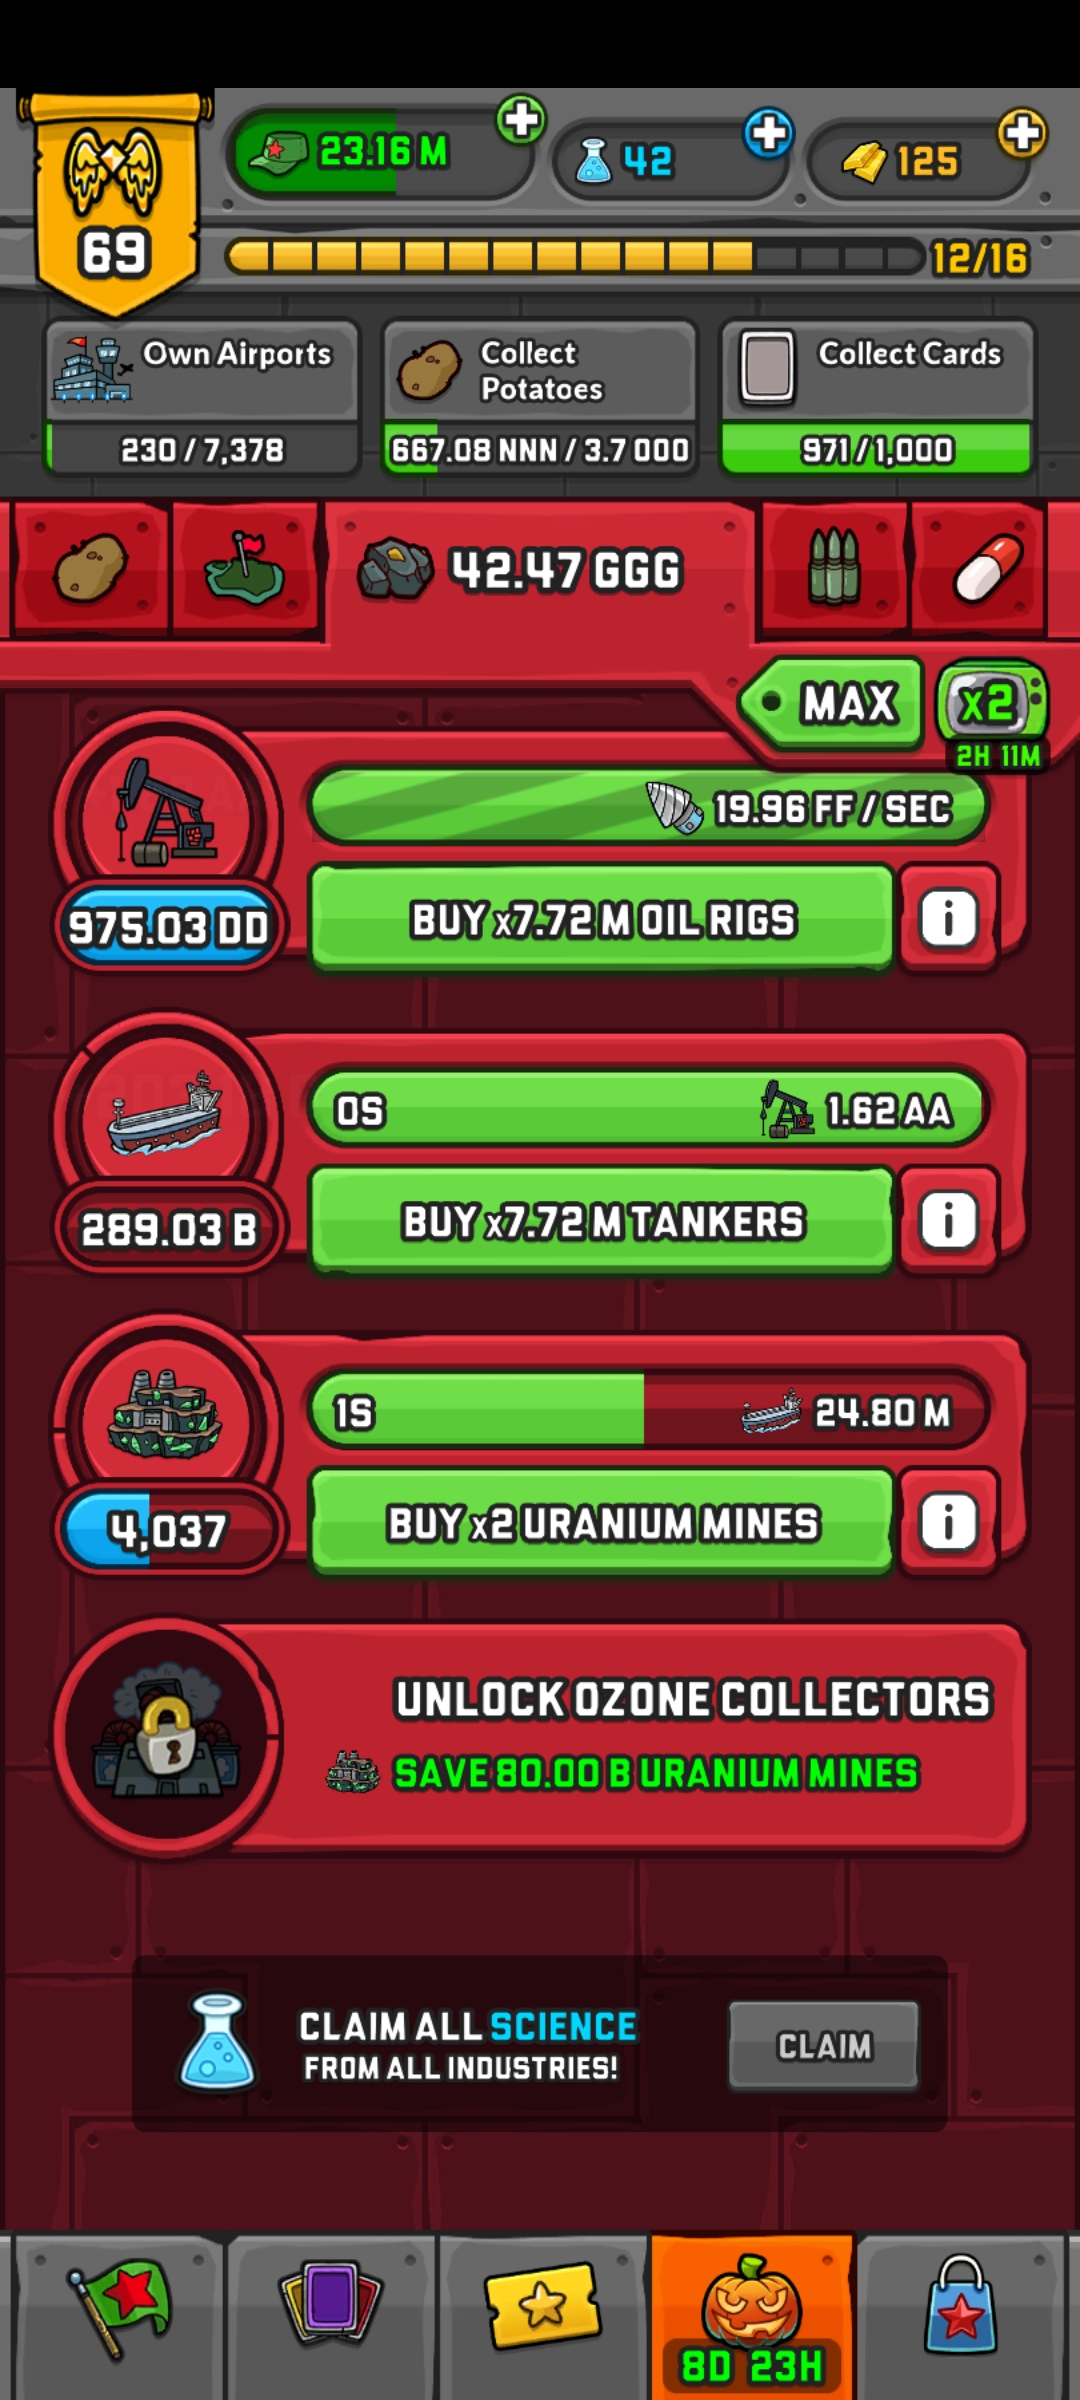 69
23.16 M
42
125
12/16
Own Airports
230 / 7,378
Collect
Potatoes
667.08 NNN / 3.7 OOO
Collect Cards
971 / 1,000
42.47 GGG
MAX
x2
2H 11M
19.96 FF / SEC
975.03 DD
BUY x7.72 M OIL RIGS
i
0S
1.62 AA
289.03 B
BUY x7.72 M TANKERS
i
1S
24.80 M
4,037
BUY x2 URANIUM MINES
i
UNLOCK OZONE COLLECTORS
SAVE 80.00 B URANIUM MINES
CLAIM ALL SCIENCE
FROM ALL INDUSTRIES!
CLAIM
8D 23H